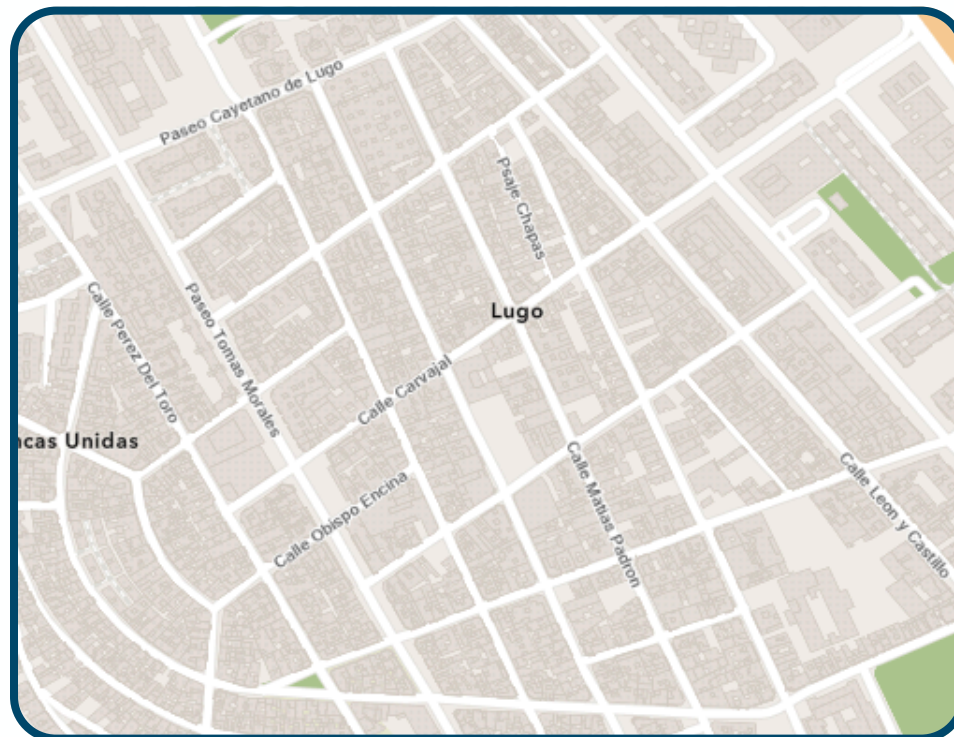 Paseo Cayetano de Lugo
Psaje Chapas
Calle Perez Del Toro
Paseo Tomas Morales
Lugo
Calle Carvajal
ncas Unidas
Calle Obispo Encina
Calle Matias Padron
Calle Leon y Castillo